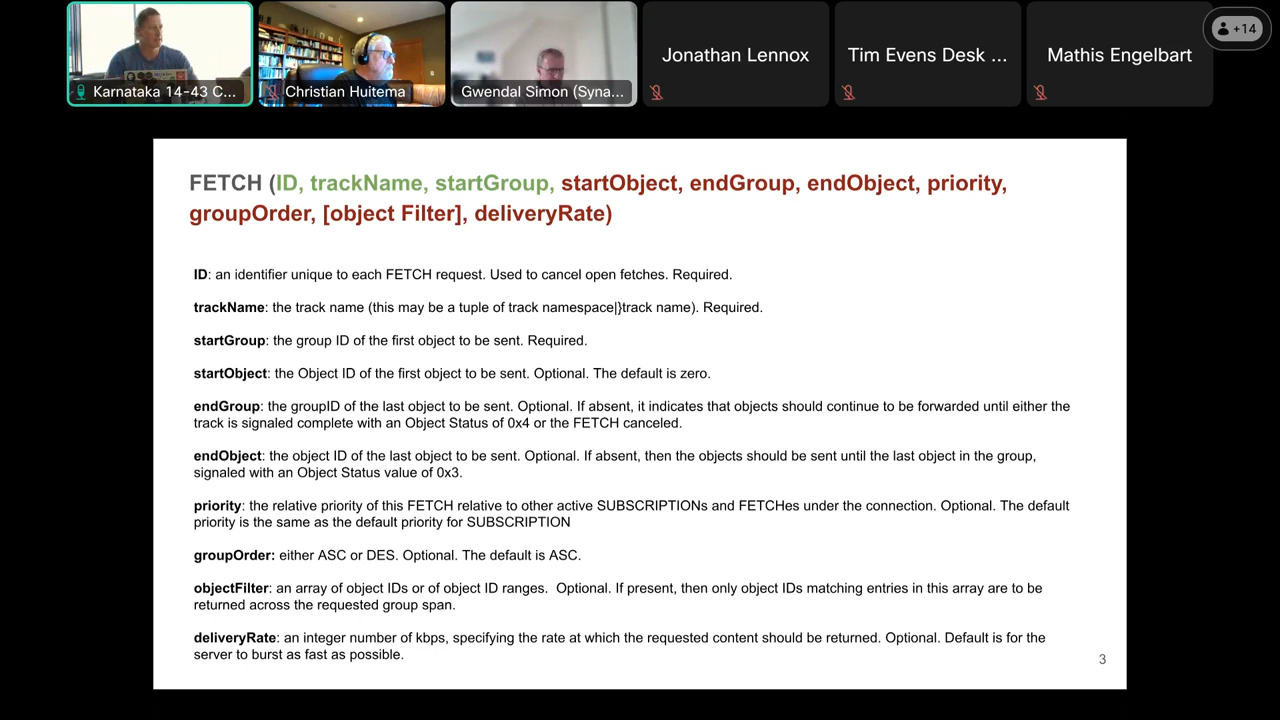 Karnataka 14-43 C...
Christian Huitema
Gwendal Simon (Syna...
Jonathan Lennox
Tim Evens Desk ...
Mathis Engelbart
+14
FETCH (ID, trackName, startGroup, startObject, endGroup, endObject, priority,
groupOrder, [object Filter], deliveryRate)
ID: an identifier unique to each FETCH request. Used to cancel open fetches. Required.
trackName: the track name (this may be a tuple of track namespace|}track name). Required.
startGroup: the group ID of the first object to be sent. Required.
startObject: the Object ID of the first object to be sent. Optional. The default is zero.
endGroup: the groupID of the last object to be sent. Optional. If absent, it indicates that objects should continue to be forwarded until either the
track is signaled complete with an Object Status of 0x4 or the FETCH canceled.
endObject: the object ID of the last object to be sent. Optional. If absent, then the objects should be sent until the last object in the group,
signaled with an Object Status value of 0x3.
priority: the relative priority of this FETCH relative to other active SUBSCRIPTIONs and FETCHes under the connection. Optional. The default
priority is the same as the default priority for SUBSCRIPTION
groupOrder: either ASC or DES. Optional. The default is ASC.
objectFilter: an array of object IDs or of object ID ranges.  Optional. If present, then only object IDs matching entries in this array are to be
returned across the requested group span.
deliveryRate: an integer number of kbps, specifying the rate at which the requested content should be returned. Optional. Default is for the
server to burst as fast as possible.
3